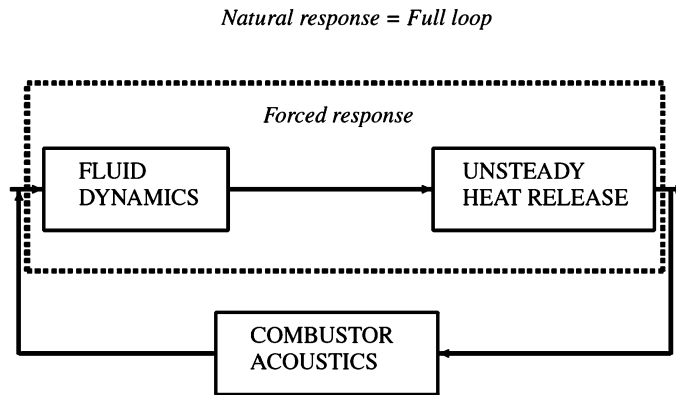 Natural response = Full loop
Forced response
FLUID
DYNAMICS
UNSTEADY
HEAT RELEASE
COMBUSTOR
ACOUSTICS